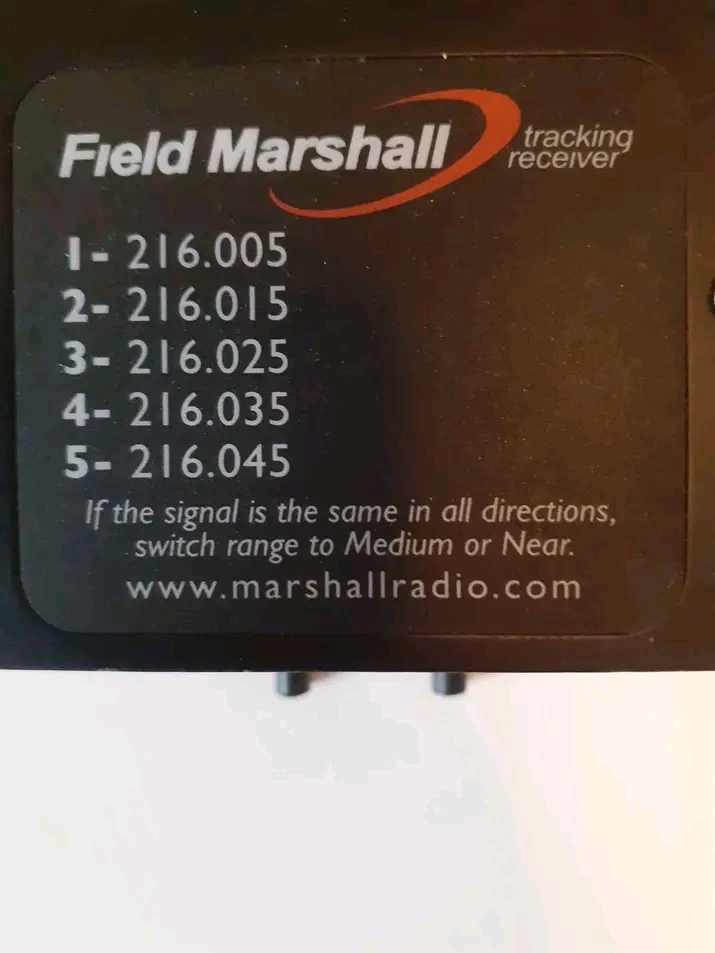 Field Marshall tracking
receiver
1- 216.005
2- 216.015
3- 216.025
4- 216.035
5- 216.045
If the signal is the same in all directions,
switch range to Medium or Near.
www.marshallradio.com